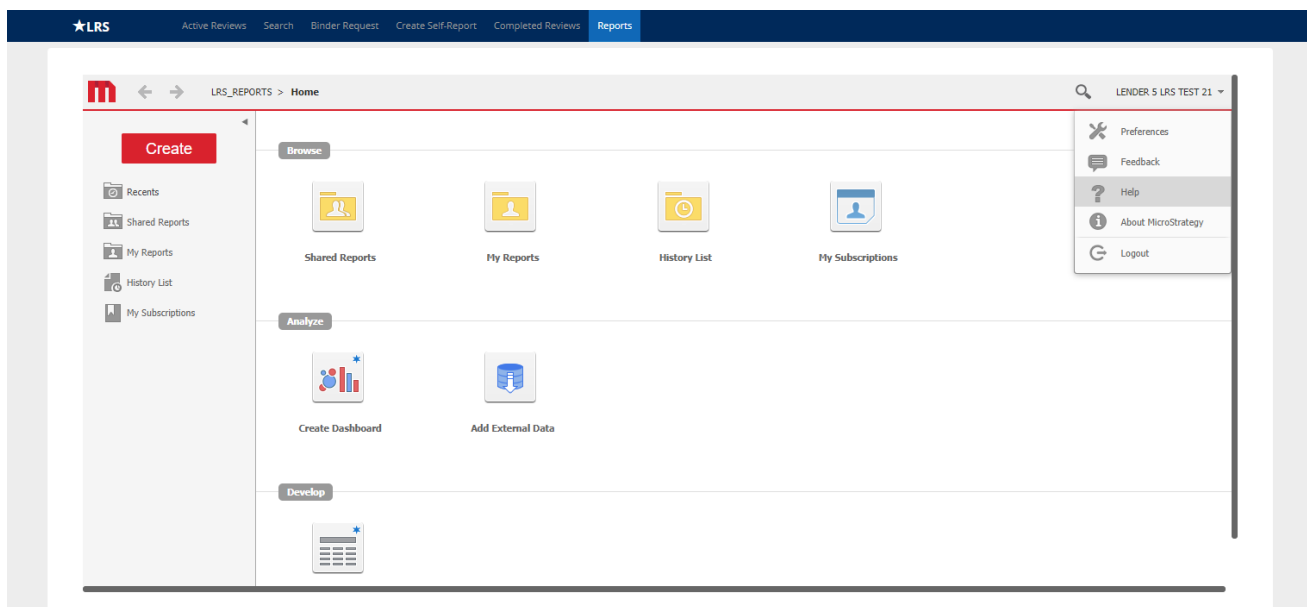 ★LRS Active Reviews Search Binder Request Create Self-Report Completed Reviews Reports
LRS_REPORTS > Home LENDER 5 LRS TEST 21
Create
Recents
Shared Reports
My Reports
History List
My Subscriptions
Browse
Shared Reports My Reports History List My Subscriptions
Analyze
Create Dashboard Add External Data
Develop
Preferences
Feedback
Help
About MicroStrategy
Logout